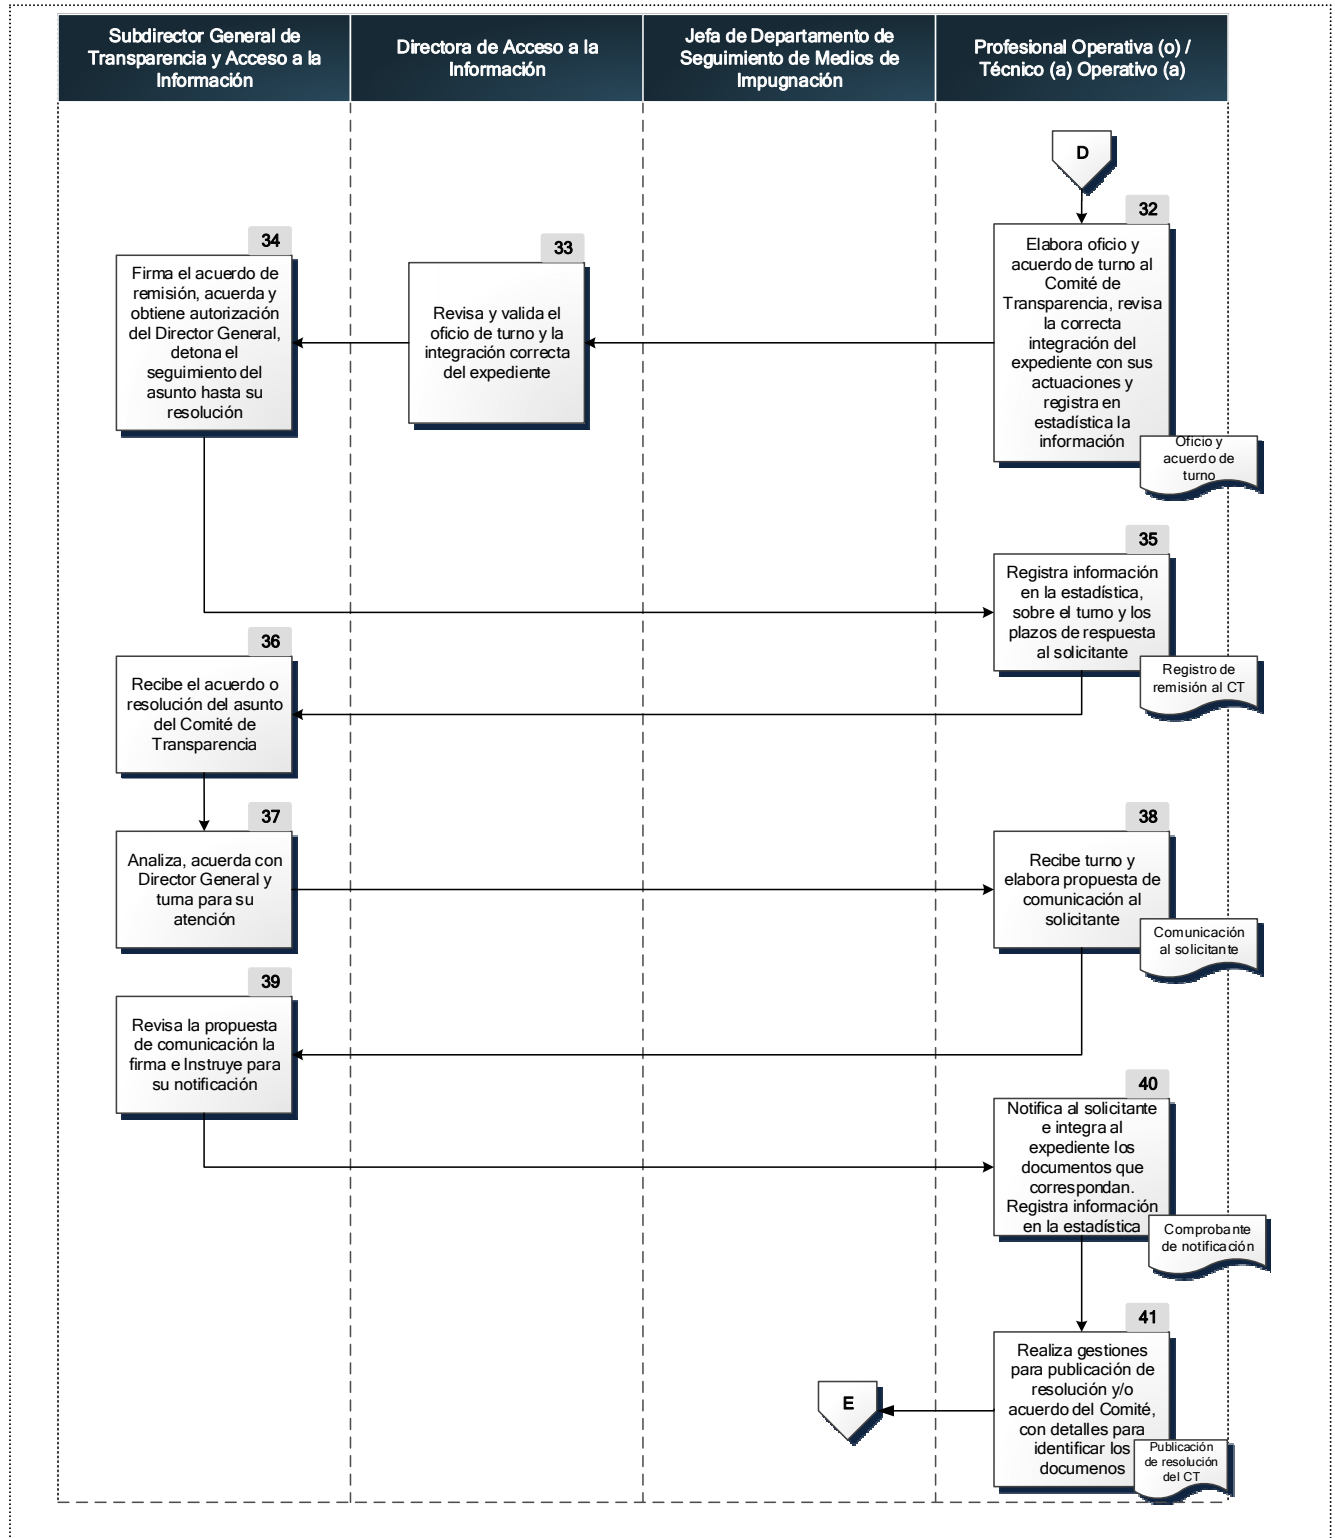 Subdirector General de
Transparencia y Acceso a la
Información
Directora de Acceso a la
Información
Jefa de Departamento de
Seguimiento de Medios de
Impugnación
Profesional Operativa (o) /
Técnico (a) Operativo (a)
D
32
Elabora oficio y
acuerdo de turno al
Comité de
Transparencia, revisa
la correcta
integración del
expediente con sus
actuaciones y
registra en
estadística la
información
Oficio y
acuerdo de
turno
33
Revisa y valida el
oficio de turno y la
integración correcta
del expediente
34
Firma el acuerdo de
remisión, acuerda y
obtiene autorización
del Director General,
detona el
seguimiento del
asunto hasta su
resolución
35
Registra información
en la estadística,
sobre el turno y los
plazos de respuesta
al solicitante
Registro de
remisión al CT
36
Recibe el acuerdo o
resolución del asunto
del Comité de
Transparencia
37
Analiza, acuerda con
Director General y
turna para su
atención
38
Recibe turno y
elabora propuesta de
comunicación al
solicitante
Comunicación
al solicitante
39
Revisa la propuesta
de comunicación la
firma e Instruye para
su notificación
40
Notifica al solicitante
e integra al
expediente los
documentos que
correspondan.
Registra información
en la estadística
Comprobante
de notificación
41
Realiza gestiones
para publicación de
resolución y/o
acuerdo del Comité,
con detalles para
identificar los
documenos
Publicación
de resolución
del CT
E